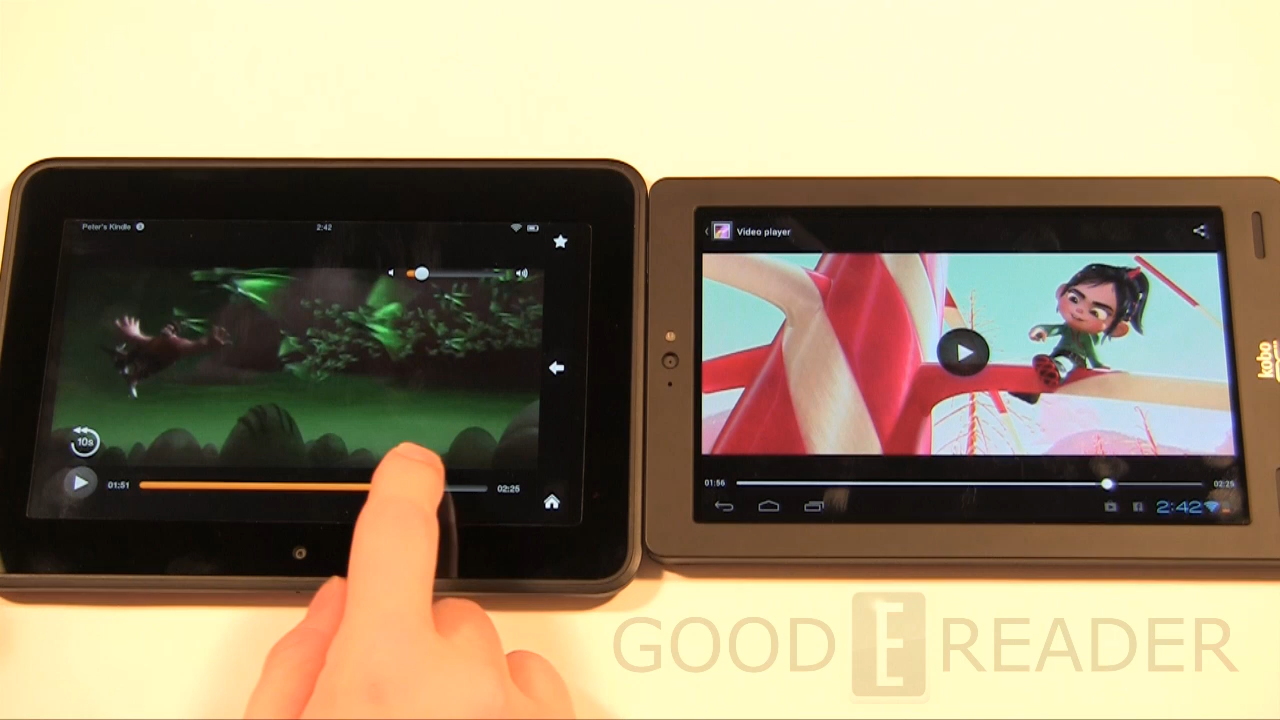 Peter's Kindle
2:42
10s
01:51
02:25
Video player
01:56
02:25
2:42
kobo
GOOD E READER